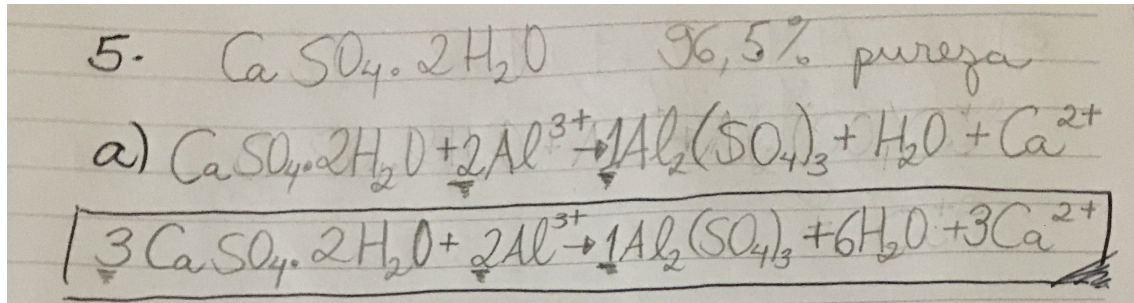 5. CaSO₄.2H₂O 96,5% pureza
a) CaSO₄.2H₂O + 2Al³⁺ → 1Al₂(SO₄)₃ + H₂O + Ca²⁺
3CaSO₄.2H₂O + 2Al³⁺ → 1Al₂(SO₄)₃ + 6H₂O + 3Ca²⁺